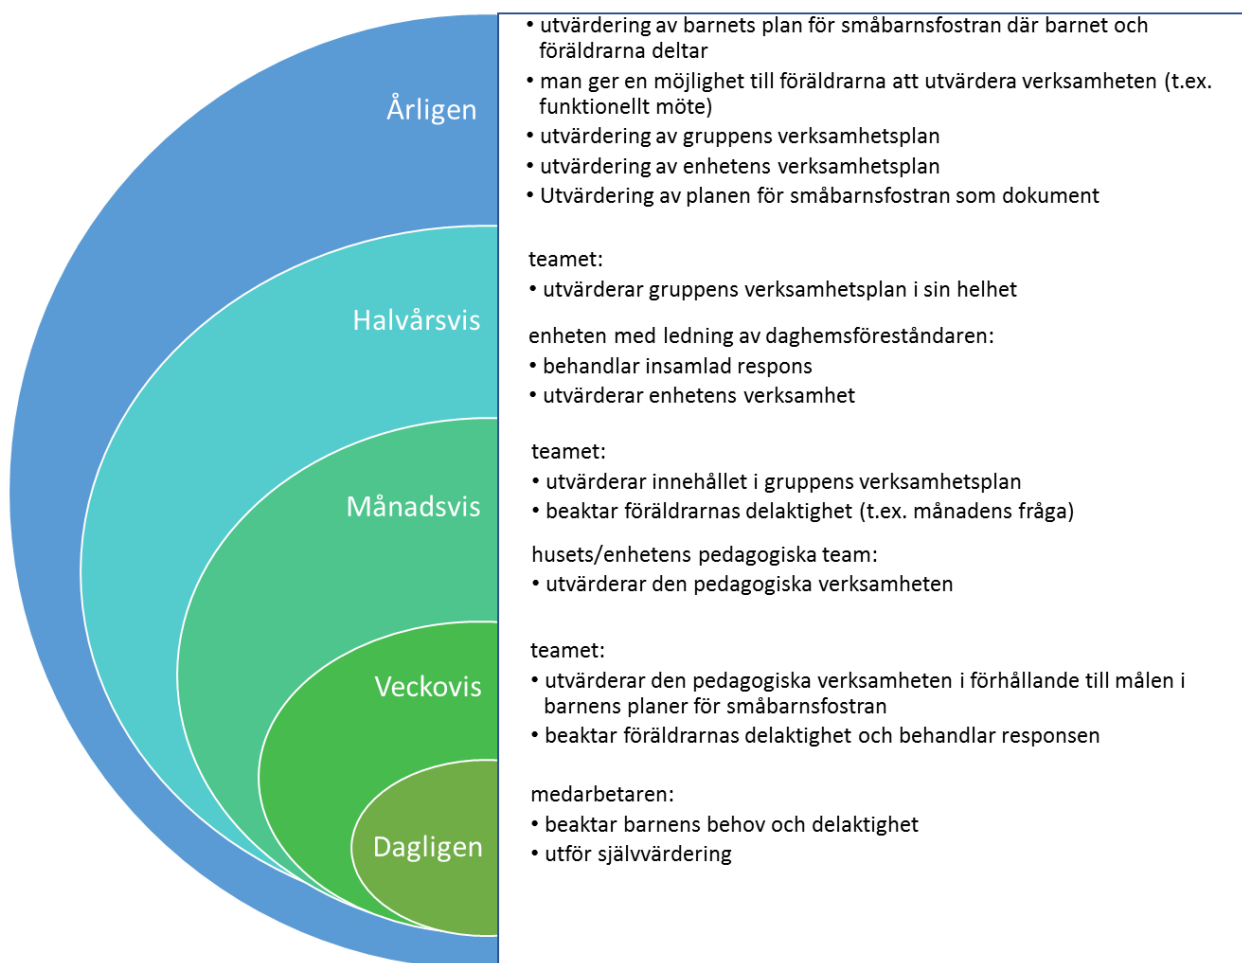 Årligen
• utvärdering av barnets plan för småbarnsfostran där barnet och
föräldrarna deltar
• man ger en möjlighet till föräldrarna att utvärdera verksamheten (t.ex.
funktionellt möte)
• utvärdering av gruppens verksamhetsplan
• utvärdering av enhetens verksamhetsplan
• Utvärdering av planen för småbarnsfostran som dokument
Halvårsvis
teamet:
• utvärderar gruppens verksamhetsplan i sin helhet
enheten med ledning av daghemsföreståndaren:
• behandlar insamlad respons
• utvärderar enhetens verksamhet
Månadsvis
teamet:
• utvärderar innehållet i gruppens verksamhetsplan
• beaktar föräldrarnas delaktighet (t.ex. månadens fråga)
husets/enhetens pedagogiska team:
• utvärderar den pedagogiska verksamheten
Veckovis
teamet:
• utvärderar den pedagogiska verksamheten i förhållande till målen i
barnens planer för småbarnsfostran
• beaktar föräldrarnas delaktighet och behandlar responsen
Dagligen
medarbetaren:
• beaktar barnens behov och delaktighet
• utför självvärdering